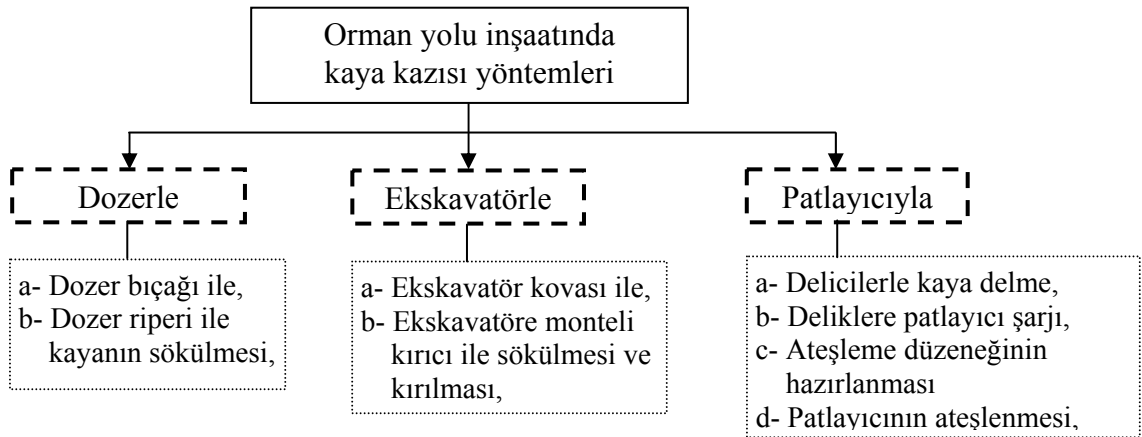 Orman yolu inşaatında
kaya kazısı yöntemleri
Dozerle
a- Dozer bıçağı ile,
b- Dozer riperi ile
kayanın sökülmesi,
Ekskavatörle
a- Ekskavatör kovası ile,
b- Ekskavatöre monteli
kırıcı ile sökülmesi ve
kırılması,
Patlayıcıyla
a- Delicilerle kaya delme,
b- Deliklere patlayıcı şarjı,
c- Ateşleme düzeneğinin
hazırlanması
d- Patlayıcının ateşlenmesi,